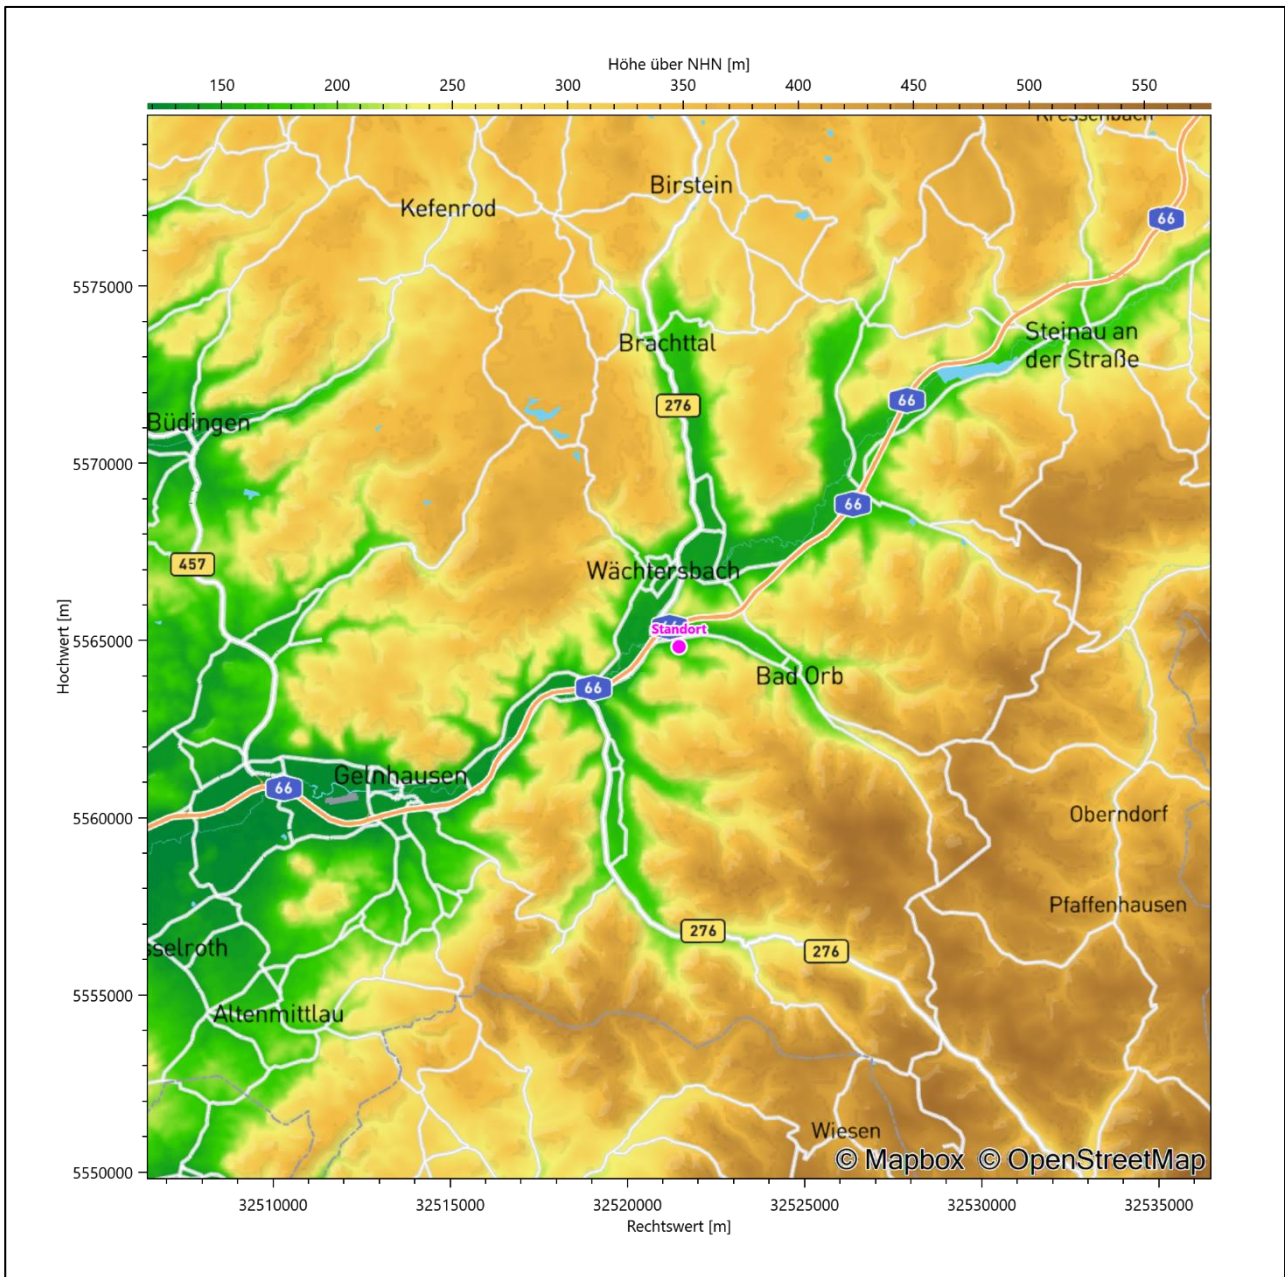 Höhe über NHN [m]
150 200 250 300 350 400 450 500 550
Kressenbach
Birstein
Kefenrod
66
5575000
Steinau an
der Straße
Brachttal
66
276
Büdingen
5570000
66
457
Wächtersbach
5565000
Standort
Hochwert [m]
Bad Orb
66
Gelnhausen
66
5560000
Oberndorf
Pfaffenhausen
276
276
sselroth
5555000
Altenmittlau
Wiesen
© Mapbox © OpenStreetMap
5550000
32510000 32515000 32520000 32525000 32530000 32535000
Rechtswert [m]